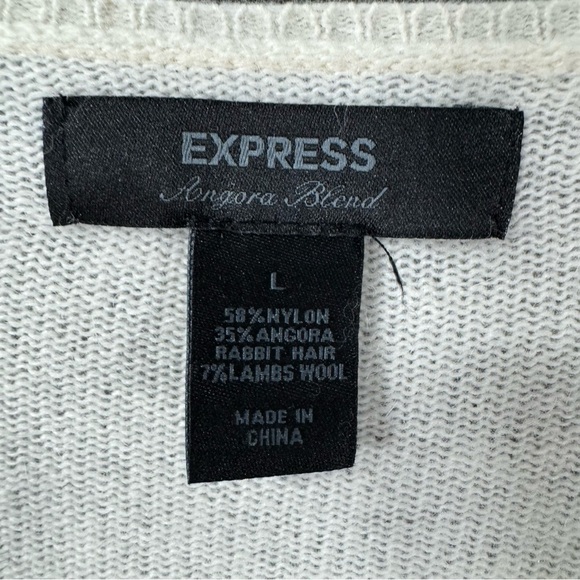 EXPRESS
Angora Blend
L
58%NYLON
35%ANGORA
RABBIT HAIR
7%LAMBS WOOL
MADE IN
CHINA